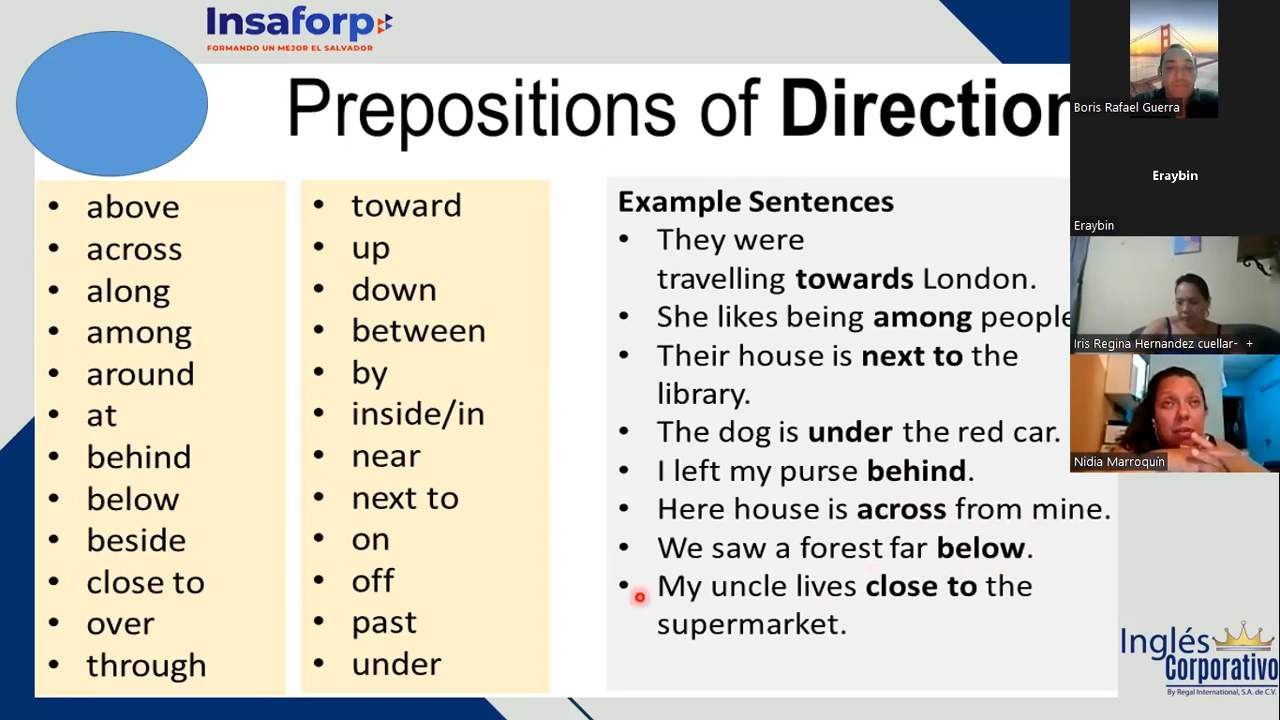 Insaforp
FORMANDO UN MEJOR EL SALVADOR
Prepositions of Direction
• above
• across
• along
• among
• around
• at
• behind
• below
• beside
• close to
• over
• through
• toward
• up
• down
• between
• by
• inside/in
• near
• next to
• on
• off
• past
• under
Example Sentences
• They were
travelling towards London.
• She likes being among people
• Their house is next to the
library.
• The dog is under the red car.
• I left my purse behind.
• Here house is across from mine.
• We saw a forest far below.
• My uncle lives close to the
supermarket.
Boris Rafael Guerra
Eraybin
Eraybin
Iris Regina Hernandez cuellar- +
Nidia Marroquín
Inglés
Corporativo
By Regal International, S.A. de C.V.